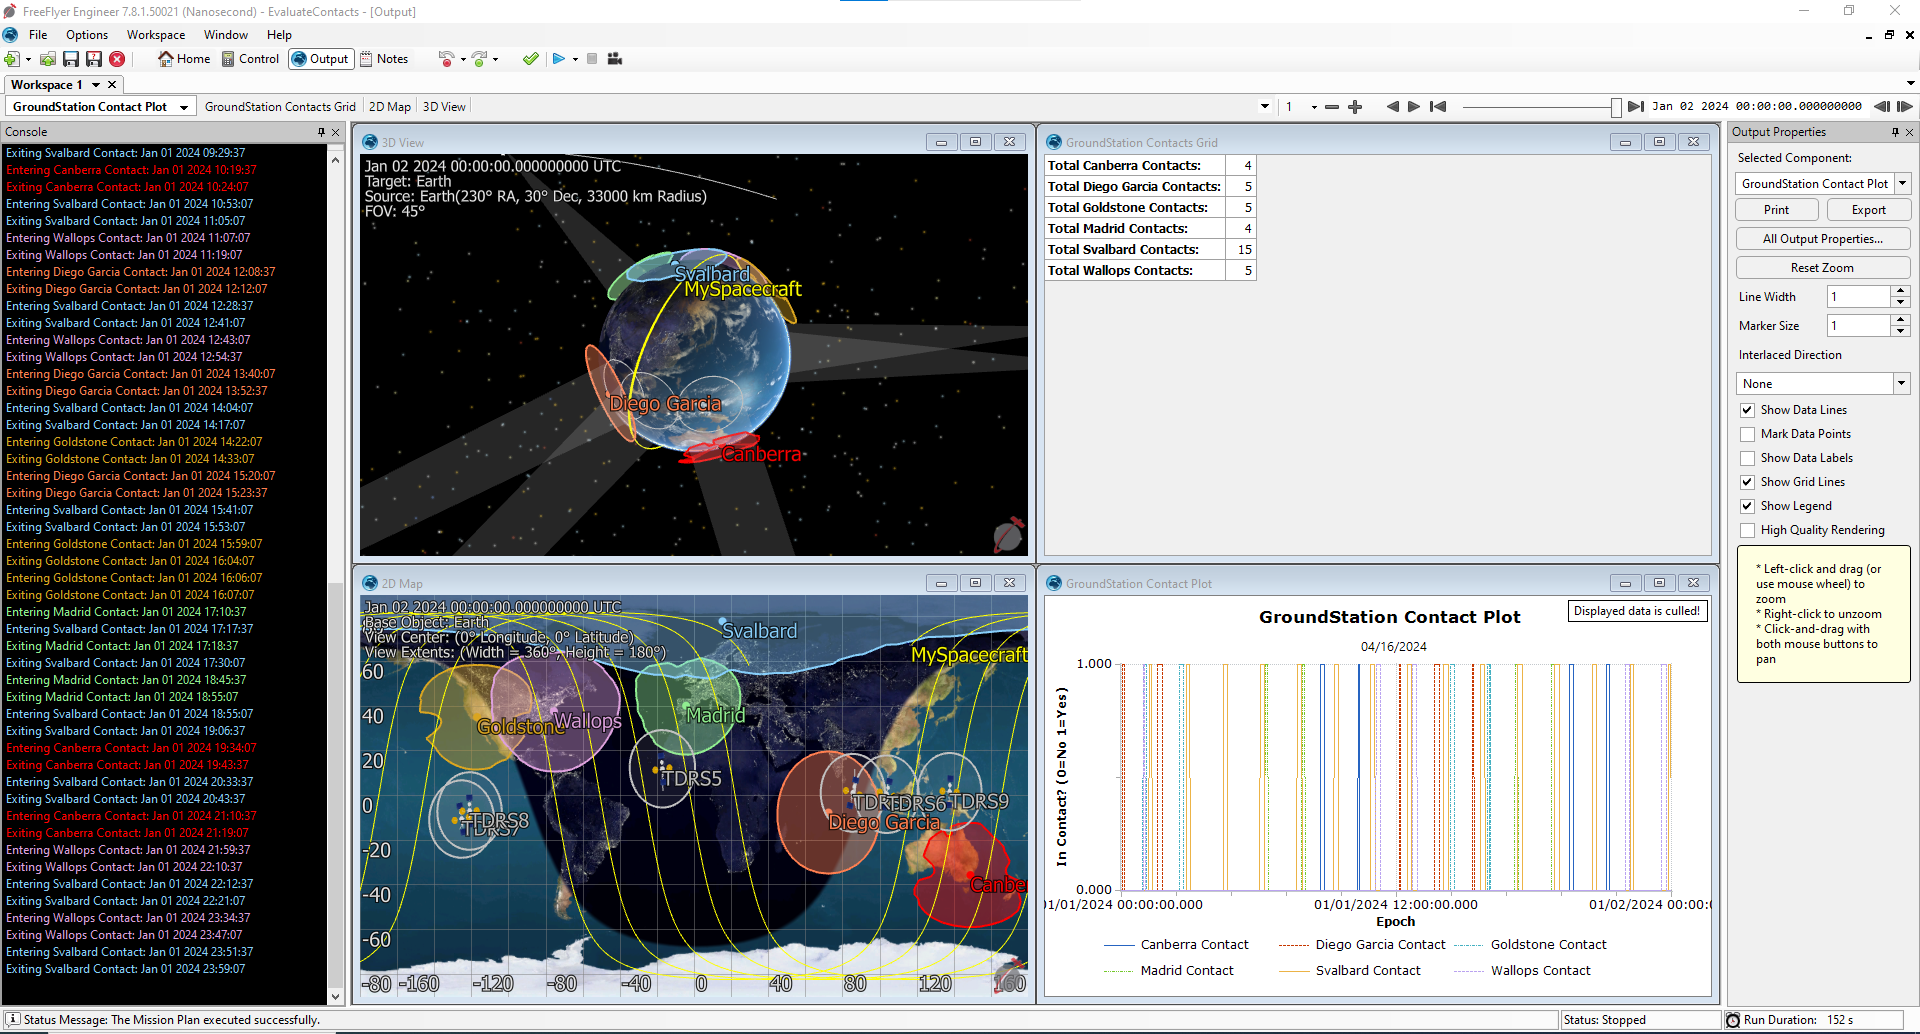 FreeFlyer Engineer 7.8.1.50021 (Nanosecond) - EvaluateContacts - [Output]
File Options Workspace Window Help
Home Control Output Notes
Workspace 1
GroundStation Contact Plot GroundStation Contacts Grid 2D Map 3D View 1 Jan 02 2024 00:00:00.000000000
Console
Exiting Svalbard Contact: Jan 01 2024 09:29:37
Entering Canberra Contact: Jan 01 2024 10:19:37
Exiting Canberra Contact: Jan 01 2024 10:24:07
Entering Svalbard Contact: Jan 01 2024 10:53:07
Exiting Svalbard Contact: Jan 01 2024 11:05:07
Entering Wallops Contact: Jan 01 2024 11:07:07
Exiting Wallops Contact: Jan 01 2024 11:19:07
Entering Diego Garcia Contact: Jan 01 2024 12:08:37
Exiting Diego Garcia Contact: Jan 01 2024 12:12:07
Entering Svalbard Contact: Jan 01 2024 12:28:37
Exiting Svalbard Contact: Jan 01 2024 12:41:07
Entering Wallops Contact: Jan 01 2024 12:43:07
Exiting Wallops Contact: Jan 01 2024 12:54:37
Entering Diego Garcia Contact: Jan 01 2024 13:40:07
Exiting Diego Garcia Contact: Jan 01 2024 13:52:37
Entering Svalbard Contact: Jan 01 2024 14:04:07
Exiting Svalbard Contact: Jan 01 2024 14:17:07
Entering Goldstone Contact: Jan 01 2024 14:22:07
Exiting Goldstone Contact: Jan 01 2024 14:33:07
Entering Diego Garcia Contact: Jan 01 2024 15:20:07
Exiting Diego Garcia Contact: Jan 01 2024 15:23:37
Entering Svalbard Contact: Jan 01 2024 15:41:07
Exiting Svalbard Contact: Jan 01 2024 15:53:07
Entering Goldstone Contact: Jan 01 2024 15:59:07
Exiting Goldstone Contact: Jan 01 2024 16:04:07
Entering Goldstone Contact: Jan 01 2024 16:06:07
Exiting Goldstone Contact: Jan 01 2024 16:07:07
Entering Madrid Contact: Jan 01 2024 17:10:37
Entering Svalbard Contact: Jan 01 2024 17:17:37
Exiting Madrid Contact: Jan 01 2024 17:18:37
Exiting Svalbard Contact: Jan 01 2024 17:30:07
Entering Madrid Contact: Jan 01 2024 18:45:37
Exiting Madrid Contact: Jan 01 2024 18:55:07
Entering Svalbard Contact: Jan 01 2024 18:55:07
Exiting Svalbard Contact: Jan 01 2024 19:06:37
Entering Canberra Contact: Jan 01 2024 19:34:07
Exiting Canberra Contact: Jan 01 2024 19:43:37
Entering Svalbard Contact: Jan 01 2024 20:33:37
Exiting Svalbard Contact: Jan 01 2024 20:43:37
Entering Canberra Contact: Jan 01 2024 21:10:37
Exiting Canberra Contact: Jan 01 2024 21:19:07
Entering Wallops Contact: Jan 01 2024 21:59:37
Exiting Wallops Contact: Jan 01 2024 22:10:37
Entering Svalbard Contact: Jan 01 2024 22:12:37
Exiting Svalbard Contact: Jan 01 2024 22:21:07
Entering Wallops Contact: Jan 01 2024 23:34:37
Exiting Wallops Contact: Jan 01 2024 23:47:07
Entering Svalbard Contact: Jan 01 2024 23:51:37
Exiting Svalbard Contact: Jan 01 2024 23:59:07
3D View
Jan 02 2024 00:00:00.000000000 UTC
Target: Earth
Source: Earth(230° RA, 30° Dec, 33000 km Radius)
FOV: 45°
Svalbard
MySpacecraft
Diego Garcia
Canberra
GroundStation Contacts Grid
Total Canberra Contacts: 4
Total Diego Garcia Contacts: 5
Total Goldstone Contacts: 5
Total Madrid Contacts: 4
Total Svalbard Contacts: 15
Total Wallops Contacts: 5
2D Map
Jan 02 2024 00:00:00.000000000 UTC
Base Object: Earth
View Center: (0° Longitude, 0° Latitude)
View Extents: (Width = 360°, Height = 180°)
Svalbard
MySpacecraft
60
40
20
0
-20
-40
-60
Goldstone
Wallops
Madrid
TDRS5
TDRS8
TDRS7
TDRS6
TDRS9
Diego Garcia
-80 -160 -120 -80 -40 0 40 80 120 160
GroundStation Contact Plot
GroundStation Contact Plot
Displayed data is culled!
04/16/2024
1.000
In Contact? (0=No 1=Yes)
0.000
01/01/2024 12:00:00.000
Epoch
Canberra Contact Diego Garcia Contact Goldstone Contact
Madrid Contact Svalbard Contact Wallops Contact
Output Properties
Selected Component:
GroundStation Contact Plot
Print Export
All Output Properties...
Reset Zoom
Line Width 1
Marker Size 1
Interlaced Direction
None
Show Data Lines
Mark Data Points
Show Data Labels
Show Grid Lines
Show Legend
High Quality Rendering
* Left-click and drag (or
use mouse wheel) to
zoom
* Right-click to unzoom
* Click-and-drag with
both mouse buttons to
pan
Status Message: The Mission Plan executed successfully. Status: Stopped Run Duration: 152 s